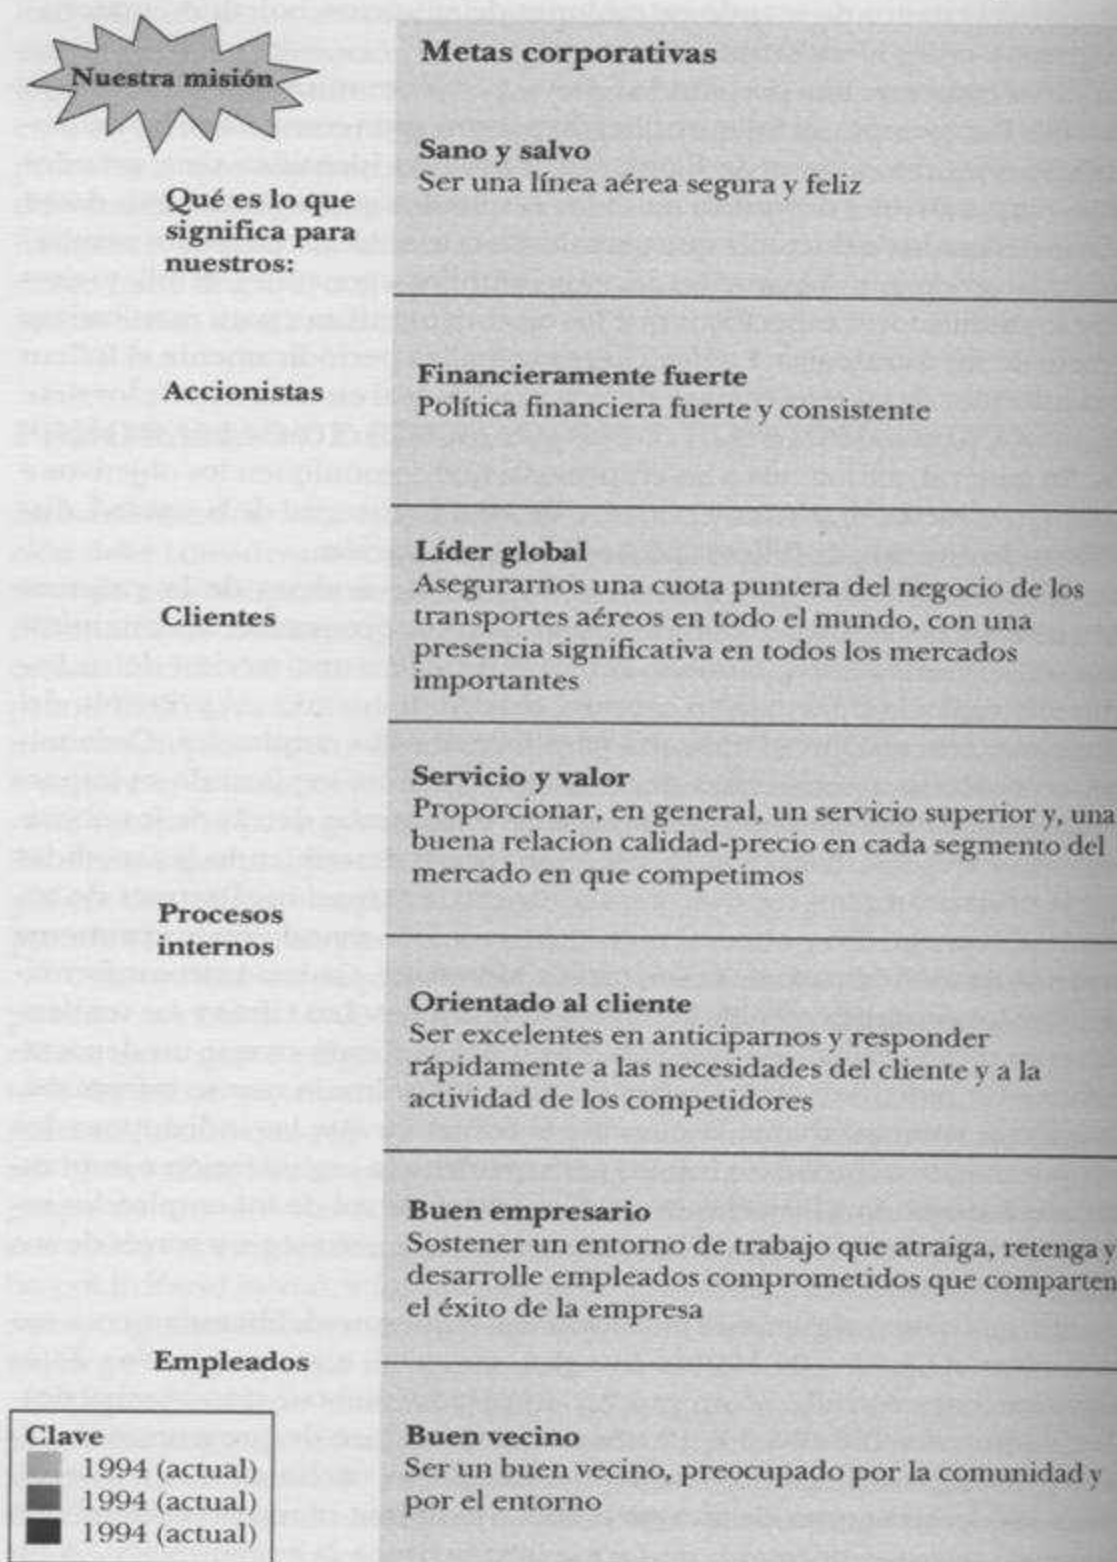 Nuestra misión
Qué es lo que
significa para
nuestros:
Accionistas
Clientes
Procesos
internos
Empleados
Clave
1994 (actual)
1994 (actual)
1994 (actual)
Metas corporativas
Sano y salvo
Ser una línea aérea segura y feliz
Financieramente fuerte
Política financiera fuerte y consistente
Líder global
Asegurarnos una cuota puntera del negocio de los
transportes aéreos en todo el mundo, con una
presencia significativa en todos los mercados
importantes
Servicio y valor
Proporcionar, en general, un servicio superior y, una
buena relacion calidad-precio en cada segmento del
mercado en que competimos
Orientado al cliente
Ser excelentes en anticiparnos y responder
rápidamente a las necesidades del cliente y a la
actividad de los competidores
Buen empresario
Sostener un entorno de trabajo que atraiga, retenga y
desarrolle empleados comprometidos que comparten
el éxito de la empresa
Buen vecino
Ser un buen vecino, preocupado por la comunidad y
por el entorno